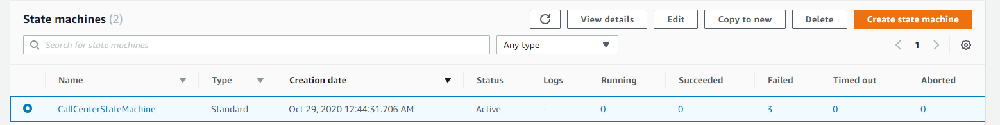 State machines (2) View details Edit Copy to new Delete Create state machine
Search for state machines Any type 1
Name Type Creation date Status Logs Running Succeeded Failed Timed out Aborted
CallCenterStateMachine Standard Oct 29, 2020 12:44:31.706 AM Active - 0 0 3 0 0